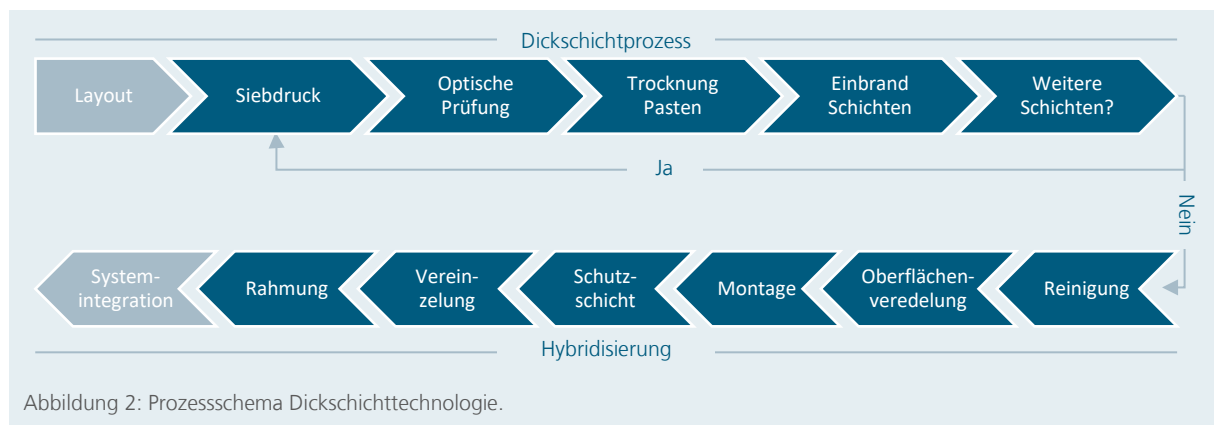 Dickschichtprozess
Layout
Siebdruck
Optische
Prüfung
Trocknung
Pasten
Einbrand
Schichten
Weitere
Schichten?
Ja
Nein
System-
integration
Rahmung
Verein-
zelung
Schutz-
schicht
Montage
Oberflächen-
veredelung
Reinigung
Hybridisierung
Abbildung 2: Prozessschema Dickschichttechnologie.